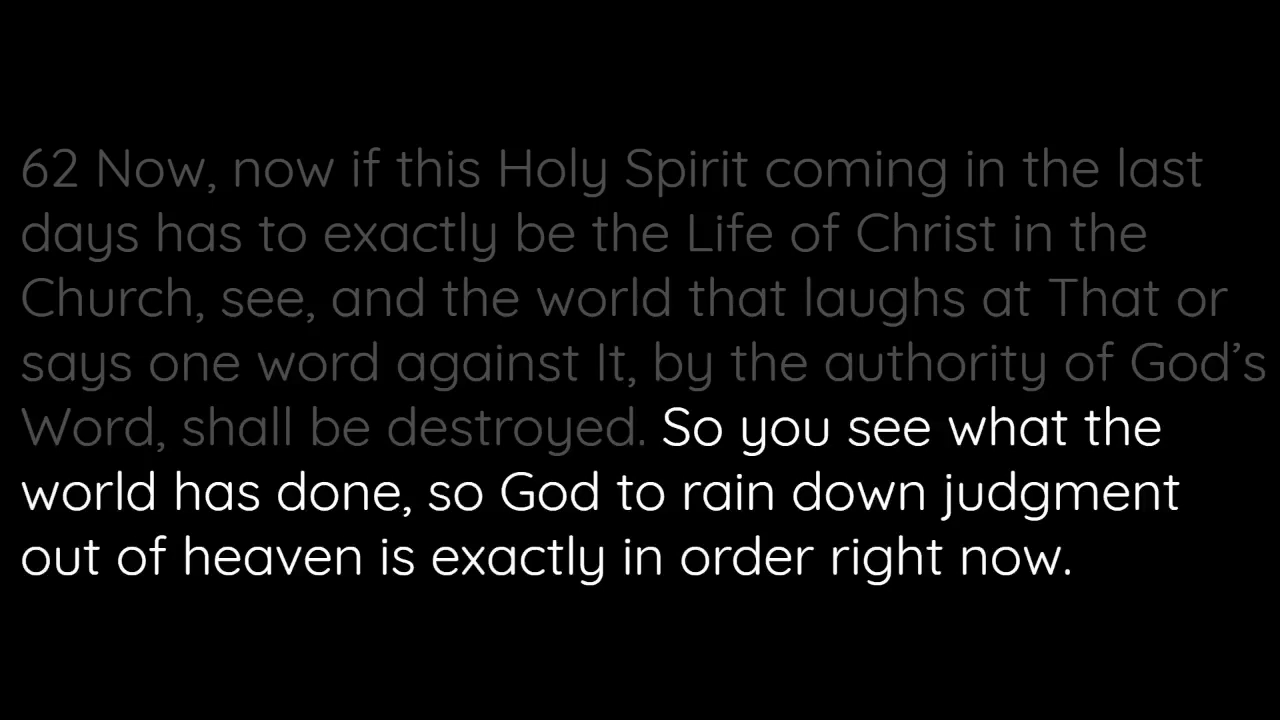 62 Now, now if this Holy Spirit coming in the last
days has to exactly be the Life of Christ in the
Church, see, and the world that laughs at That or
says one word against It, by the authority of God’s
Word, shall be destroyed. So you see what the
world has done, so God to rain down judgment
out of heaven is exactly in order right now.